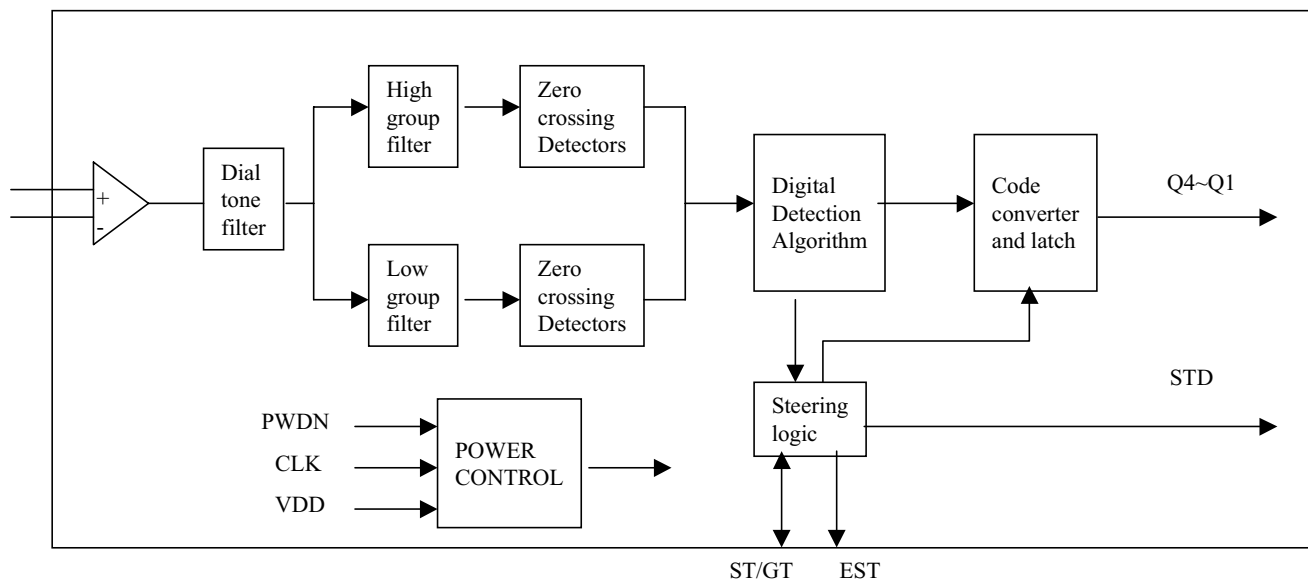 High
group
filter
Zero
crossing
Detectors
+
-
Dial
tone
filter
Digital
Detection
Algorithm
Code
converter
and latch
Q4~Q1
Low
group
filter
Zero
crossing
Detectors
STD
Steering
logic
PWDN
CLK
VDD
POWER
CONTROL
ST/GT
EST